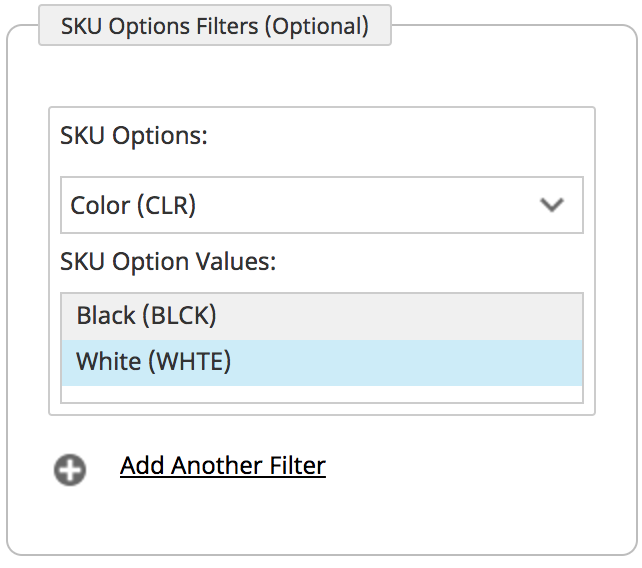 SKU Options Filters (Optional)
SKU Options:
Color (CLR)
SKU Option Values:
Black (BLCK)
White (WHTE)
Add Another Filter